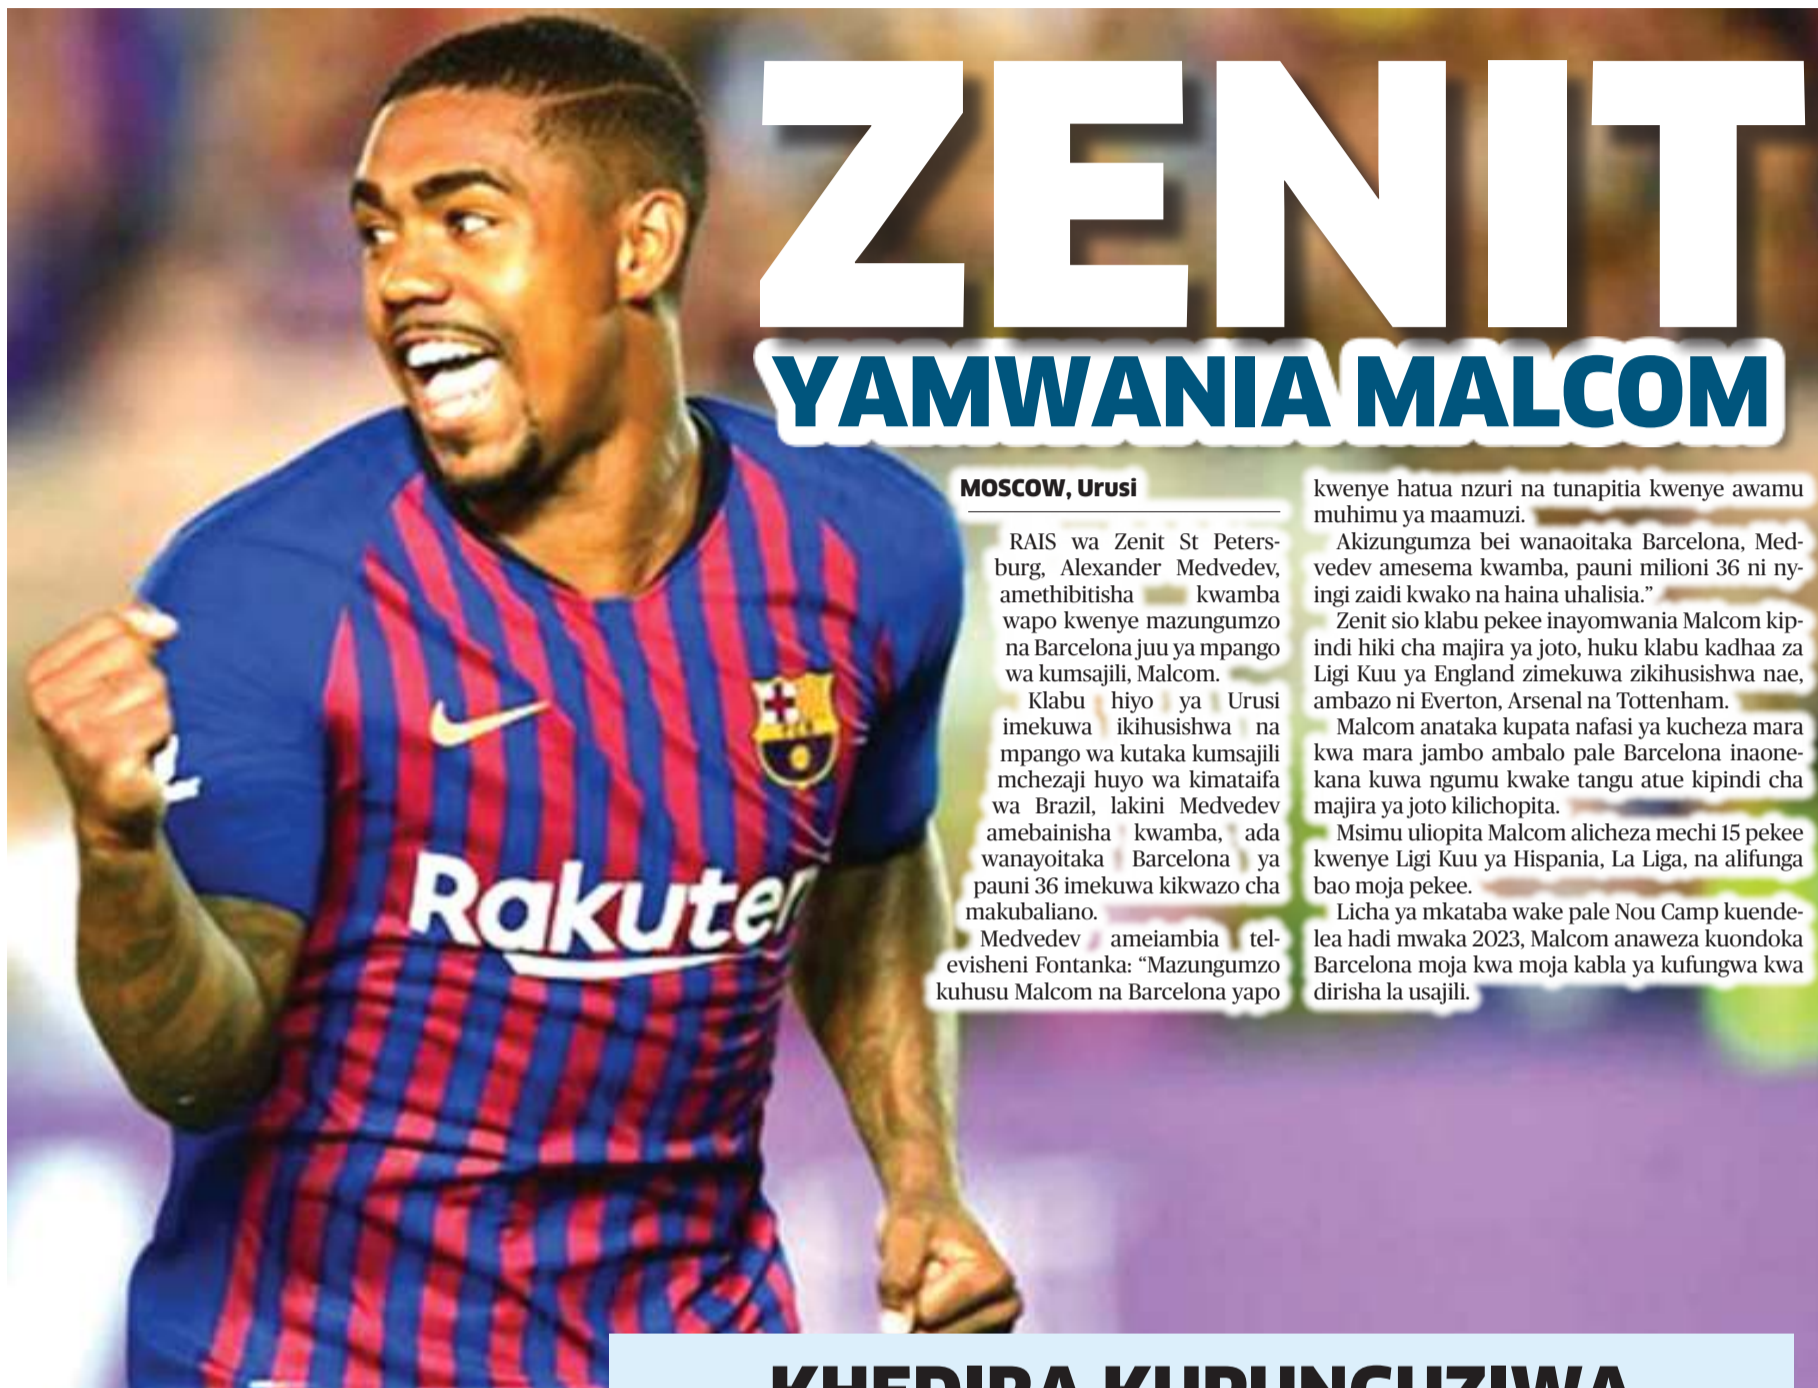 ZENIT
YAMWANIA MALCOM
MOSCOW, Urusi
RAIS wa Zenit St Peters-
burg, Alexander Medvedev,
amethibitisha kwamba
wapo kwenye mazungumzo
na Barcelona juu ya mpango
wa kumsajili, Malcom.
Klabu hiyo ya Urusi
imekuwa ikihusishwa na
mpango wa kutaka kumsajili
mchezaji huyo wa kimataifa
wa Brazil, lakini Medvedev
amebainisha kwamba, ada
wanayoitaka Barcelona ya
pauni 36 imekuwa kikwazo cha
makubaliano.
Medvedev ameiambia tel-
evisheni Fontanka: “Mazungumzo
kuhusu Malcom na Barcelona yapo
kwenye hatua nzuri na tunapitia kwenye awamu
muhimu ya maamuzi.
Akizungumza bei wanaoitaka Barcelona, Med-
vedev amesema kwamba, pauni milioni 36 ni ny-
ingi zaidi kwako na haina uhalisia.”
Zenit sio klabu pekee inayomwania Malcom kip-
indi hiki cha majira ya joto, huku klabu kadhaa za
Ligi Kuu ya England zimekuwa zikihusishwa nae,
ambazo ni Everton, Arsenal na Tottenham.
Malcom anataka kupata nafasi ya kucheza mara
kwa mara jambo ambalo pale Barcelona inaone-
kana kuwa ngumu kwake tangu atue kipindi cha
majira ya joto kilichopita.
Msimu uliopita Malcom alicheza mechi 15 pekee
kwenye Ligi Kuu ya Hispania, La Liga, na alifunga
bao moja pekee.
Licha ya mkataba wake pale Nou Camp kuende-
lea hadi mwaka 2023, Malcom anaweza kuondoka
Barcelona moja kwa moja kabla ya kufungwa kwa
dirisha la usajili.
Rakuten
KHEDIRA KUPUNGUZIWA